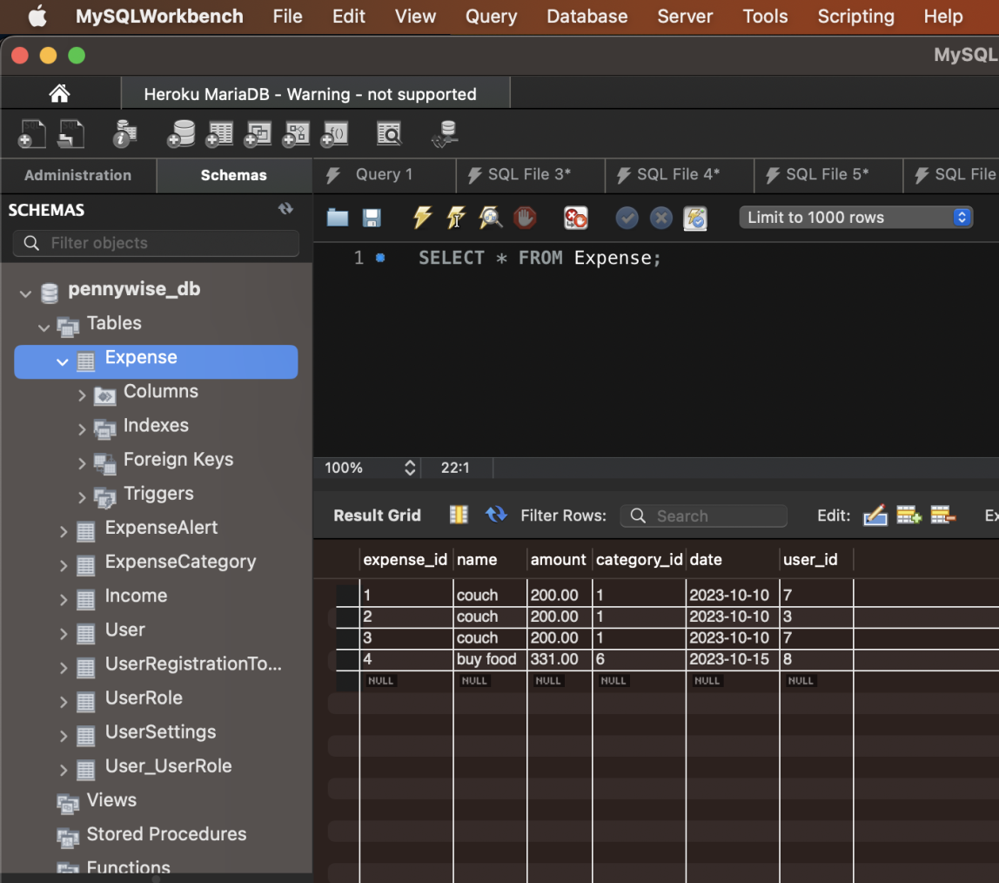 MySQLWorkbench File Edit View Query Database Server Tools Scripting Help
MySQL
Heroku MariaDB - Warning - not supported
Administration Schemas Query 1 SQL File 3* SQL File 4* SQL File 5* SQL File
SCHEMAS
Filter objects
Limit to 1000 rows
1 SELECT * FROM Expense;
pennywise_db
Tables
Expense
Columns
Indexes
Foreign Keys
Triggers
ExpenseAlert
ExpenseCategory
Income
User
UserRegistrationTo...
UserRole
UserSettings
User_UserRole
Views
Stored Procedures
Functions
100% 22:1
Result Grid Filter Rows: Search Edit: Ex
expense_id name amount category_id date user_id
1 couch 200.00 1 2023-10-10 7
2 couch 200.00 1 2023-10-10 3
3 couch 200.00 1 2023-10-10 7
4 buy food 331.00 6 2023-10-15 8
NULL NULL NULL NULL NULL NULL